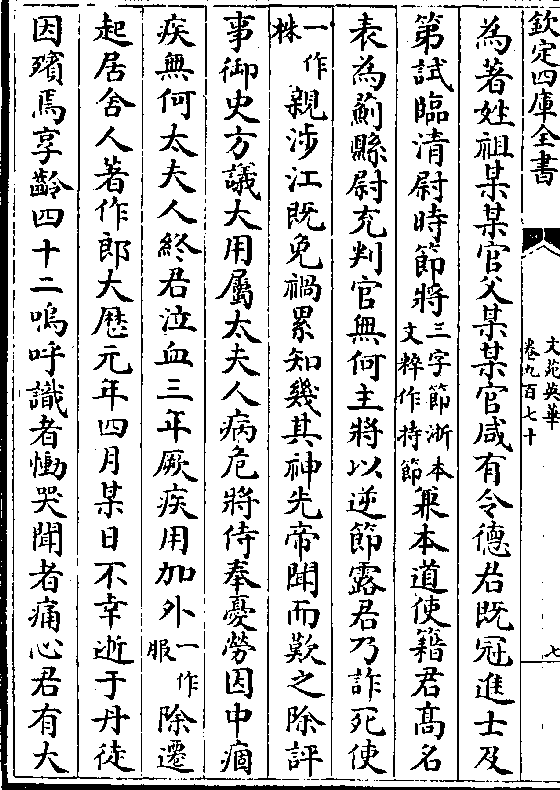 欽定四庫全書
文苑英華
卷九百七十
七
為著姓祖某某官父某某官咸有令德君既冠進士及
第試臨清尉時節將三字節浙本文粹作持節兼本道使籍君髙名
表為薊縣尉充判官無何主將以逆節露君乃詐死使
一作株親涉江既免禍累知幾其神先帝聞而歎之除評
事御史方議大用屬太夫人病危將侍奉憂勞因中痼
疾無何太夫人終君泣血三年厥疾用加外一作服除遷
起居舍人著作郎大厯元年四月某日不幸逝于丹徒
因殯焉享齡四十二嗚呼識者慟哭聞者痛心君有大